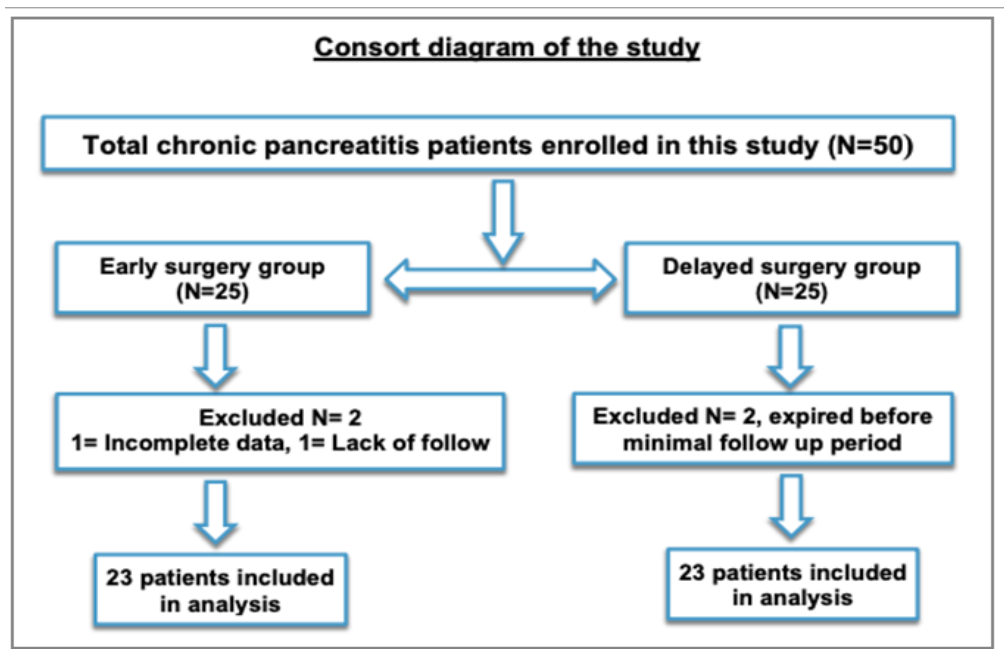 Consort diagram of the study
Total chronic pancreatitis patients enrolled in this study (N=50)
Early surgery group
(N=25)
Delayed surgery group
(N=25)
Excluded N= 2
1= Incomplete data, 1= Lack of follow
Excluded N= 2, expired before
minimal follow up period
23 patients included
in analysis
23 patients included
in analysis